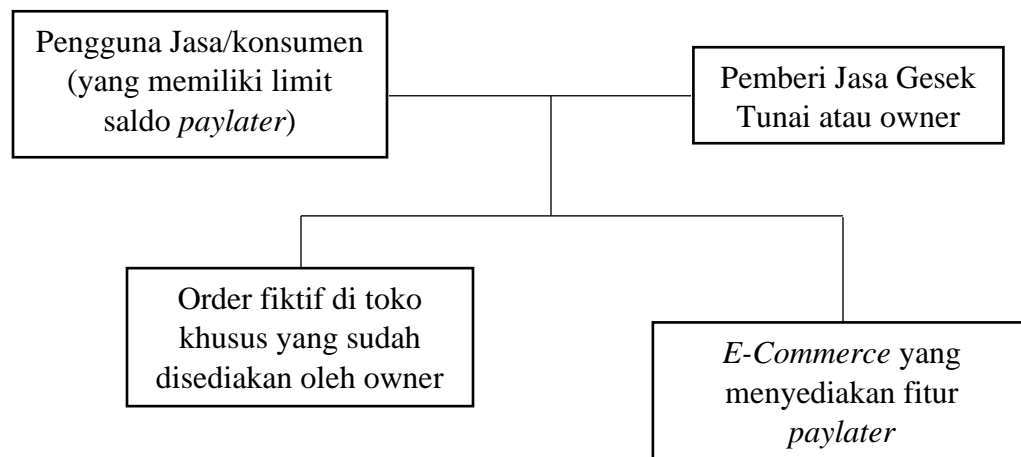 Pengguna Jasa/konsumen
(yang memiliki limit
saldo paylater)
Pemberi Jasa Gesek
Tunai atau owner
Order fiktif di toko
khusus yang sudah
disediakan oleh owner
E-Commerce yang
menyediakan fitur
paylater